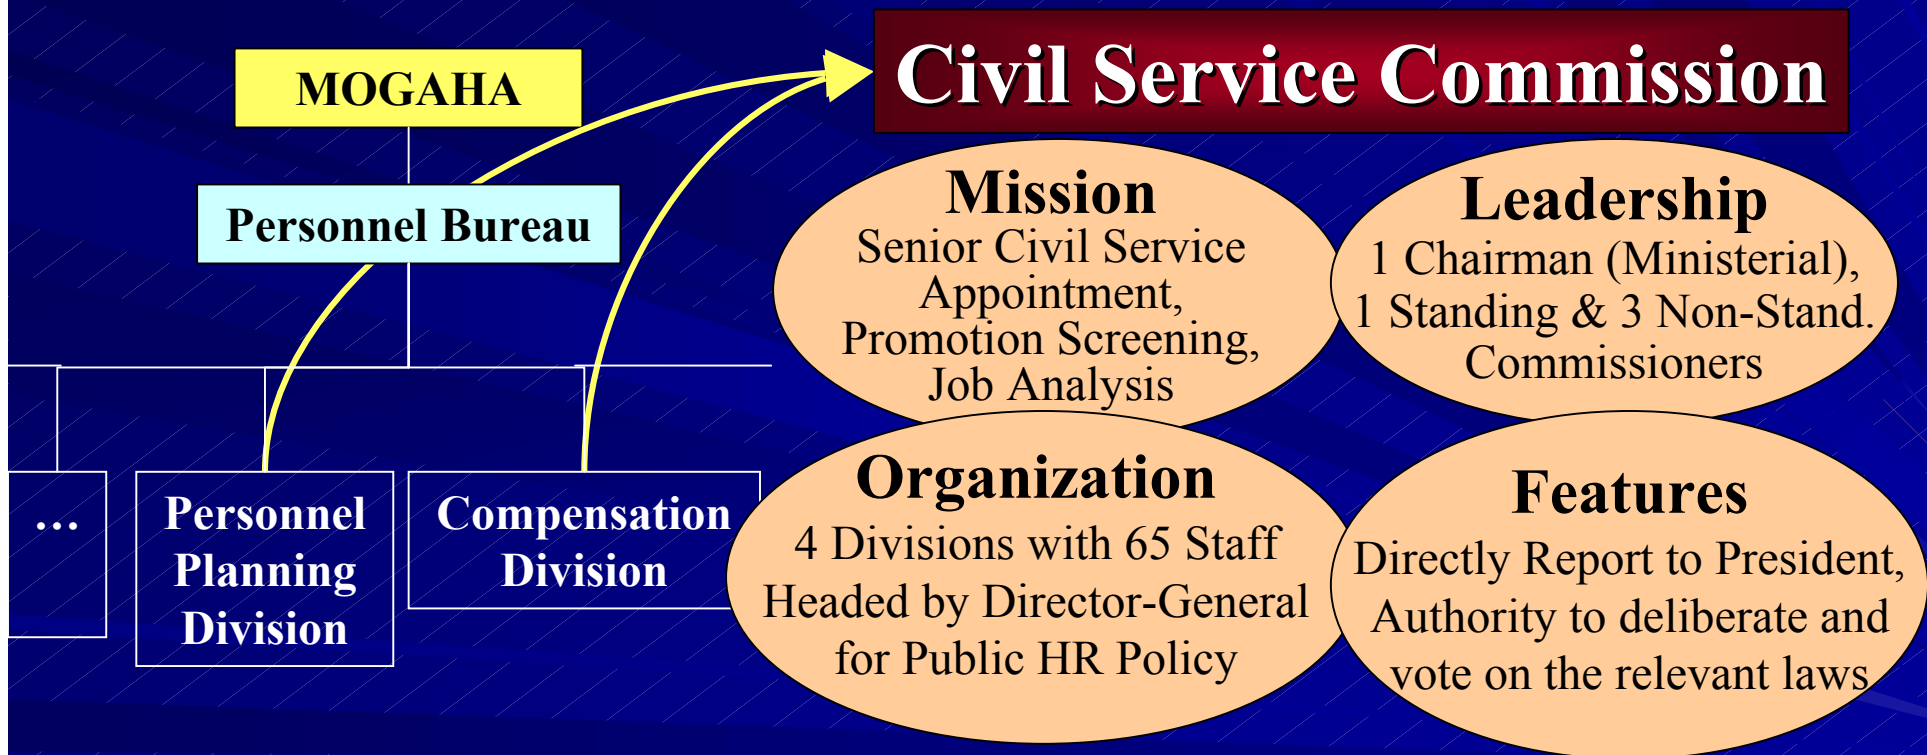 MOGAHA
Personnel Bureau
…
Personnel
Planning
Division
Compensation
Division
Civil Service Commission
Mission
Senior Civil Service
Appointment,
Promotion Screening,
Job Analysis
Leadership
1 Chairman (Ministerial),
1 Standing & 3 Non-Stand.
Commissioners
Organization
4 Divisions with 65 Staff
Headed by Director-General
for Public HR Policy
Features
Directly Report to President,
Authority to deliberate and
vote on the relevant laws